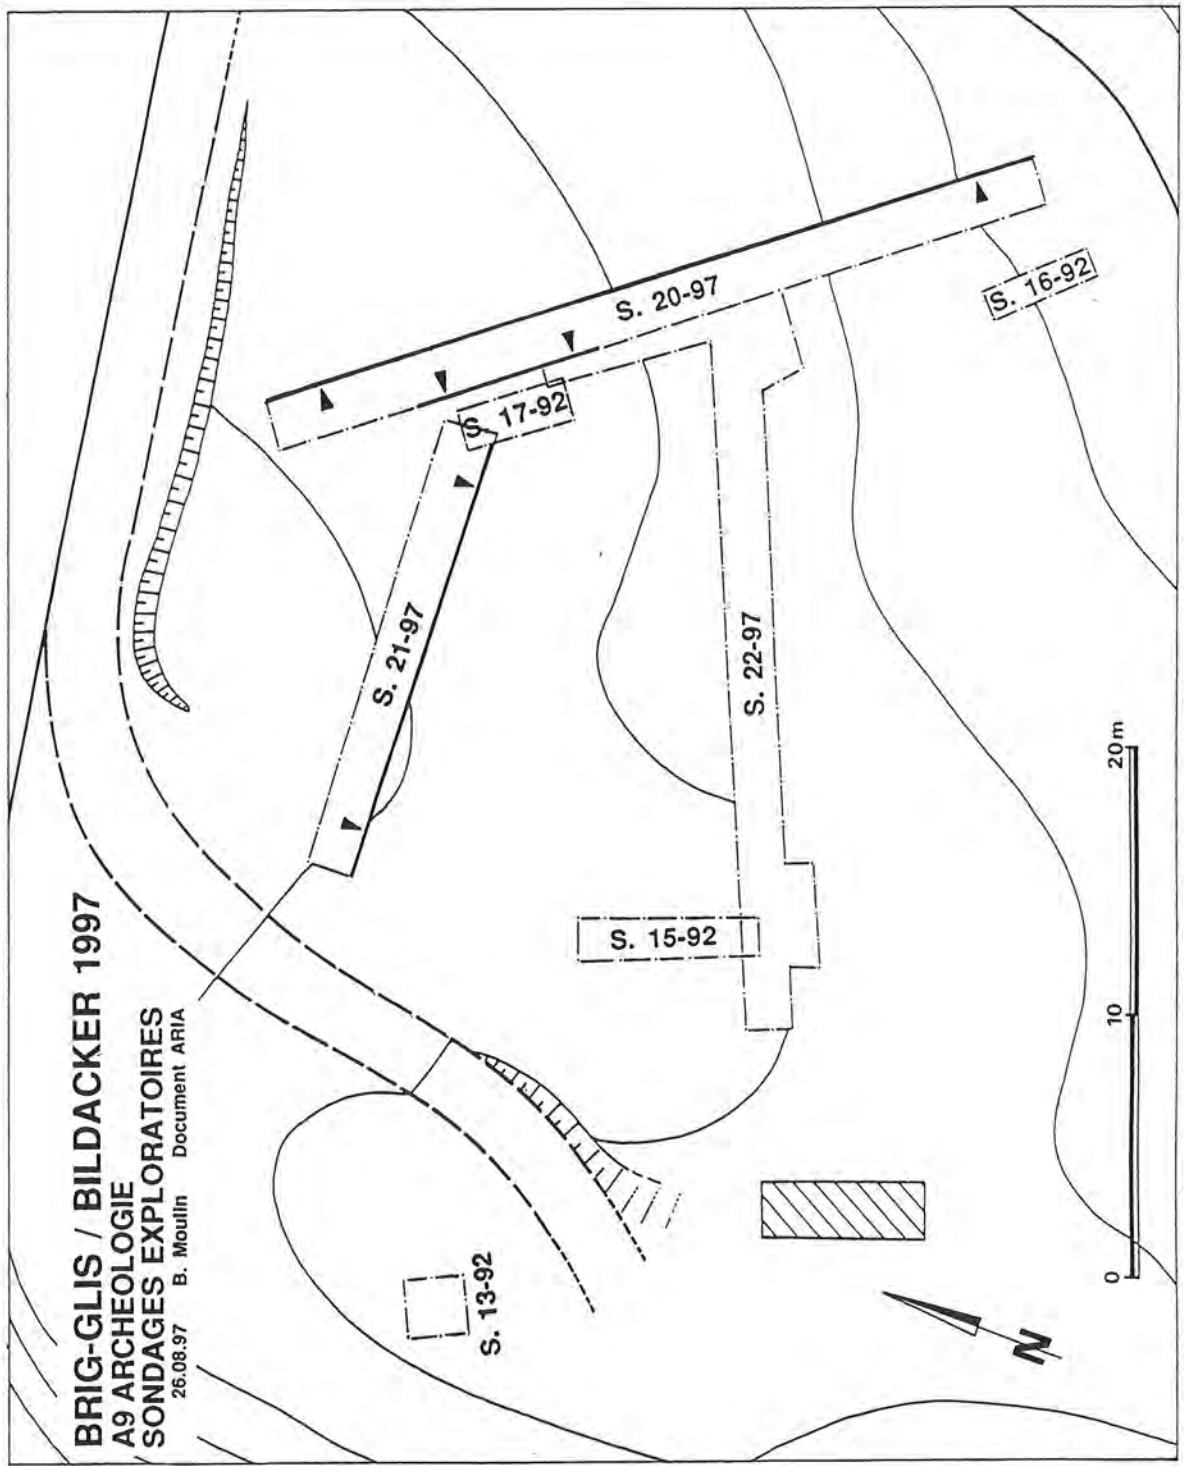 BRIG-GLIS / BILDACKER 1997
A9 ARCHEOLOGIE
SONDAGES EXPLORATOIRES
26.08.97 B. Moulin Document ARIA
S. 13-92
S. 21-97
S. 17-92
S. 20-97
S. 15-92
S. 22-97
S. 16-92
N
0 10 20m